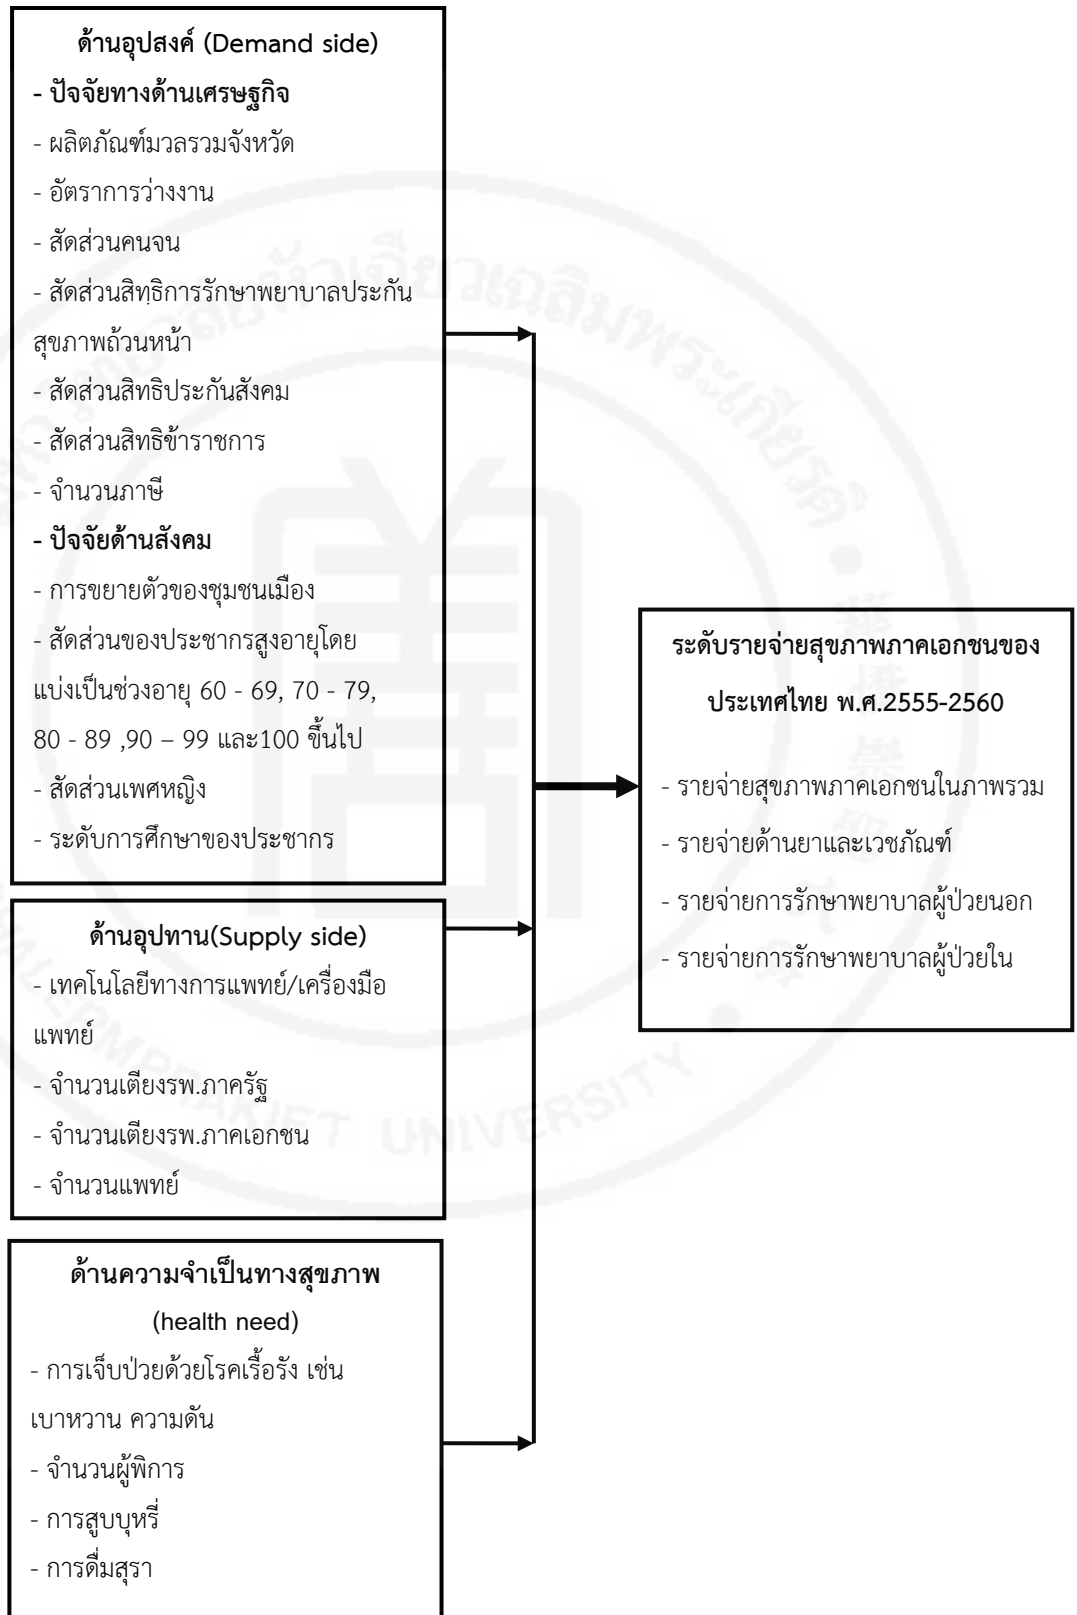 ด้านอุปสงค์ (Demand side)
- ปัจจัยทางด้านเศรษฐกิจ
- ผลิตภัณฑ์มวลรวมจังหวัด
- อัตราการว่างงาน
- สัดส่วนคนจน
- สัดส่วนสิทธิการรักษาพยาบาลประกัน
สุขภาพถ้วนหน้า
- สัดส่วนสิทธิประกันสังคม
- สัดส่วนสิทธิข้าราชการ
- จำนวนภาษี
- ปัจจัยด้านสังคม
- การขยายตัวของชุมชนเมือง
- สัดส่วนของประชากรสูงอายุโดย
แบ่งเป็นช่วงอายุ 60 - 69, 70 - 79,
80 - 89 ,90 – 99 และ100 ขึ้นไป
- สัดส่วนเพศหญิง
- ระดับการศึกษาของประชากร
ด้านอุปทาน(Supply side)
- เทคโนโลยีทางการแพทย์/เครื่องมือ
แพทย์
- จำนวนเตียงรพ.ภาครัฐ
- จำนวนเตียงรพ.ภาคเอกชน
- จำนวนแพทย์
ด้านความจำเป็นทางสุขภาพ
(health need)
- การเจ็บป่วยด้วยโรคเรื้อรัง เช่น
เบาหวาน ความดัน
- จำนวนผู้พิการ
- การสูบบุหรี่
- การดื่มสุรา
ระดับรายจ่ายสุขภาพภาคเอกชนของ
ประเทศไทย พ.ศ.2555-2560
- รายจ่ายสุขภาพภาคเอกชนในภาพรวม
- รายจ่ายด้านยาและเวชภัณฑ์
- รายจ่ายการรักษาพยาบาลผู้ป่วยนอก
- รายจ่ายการรักษาพยาบาลผู้ป่วยใน